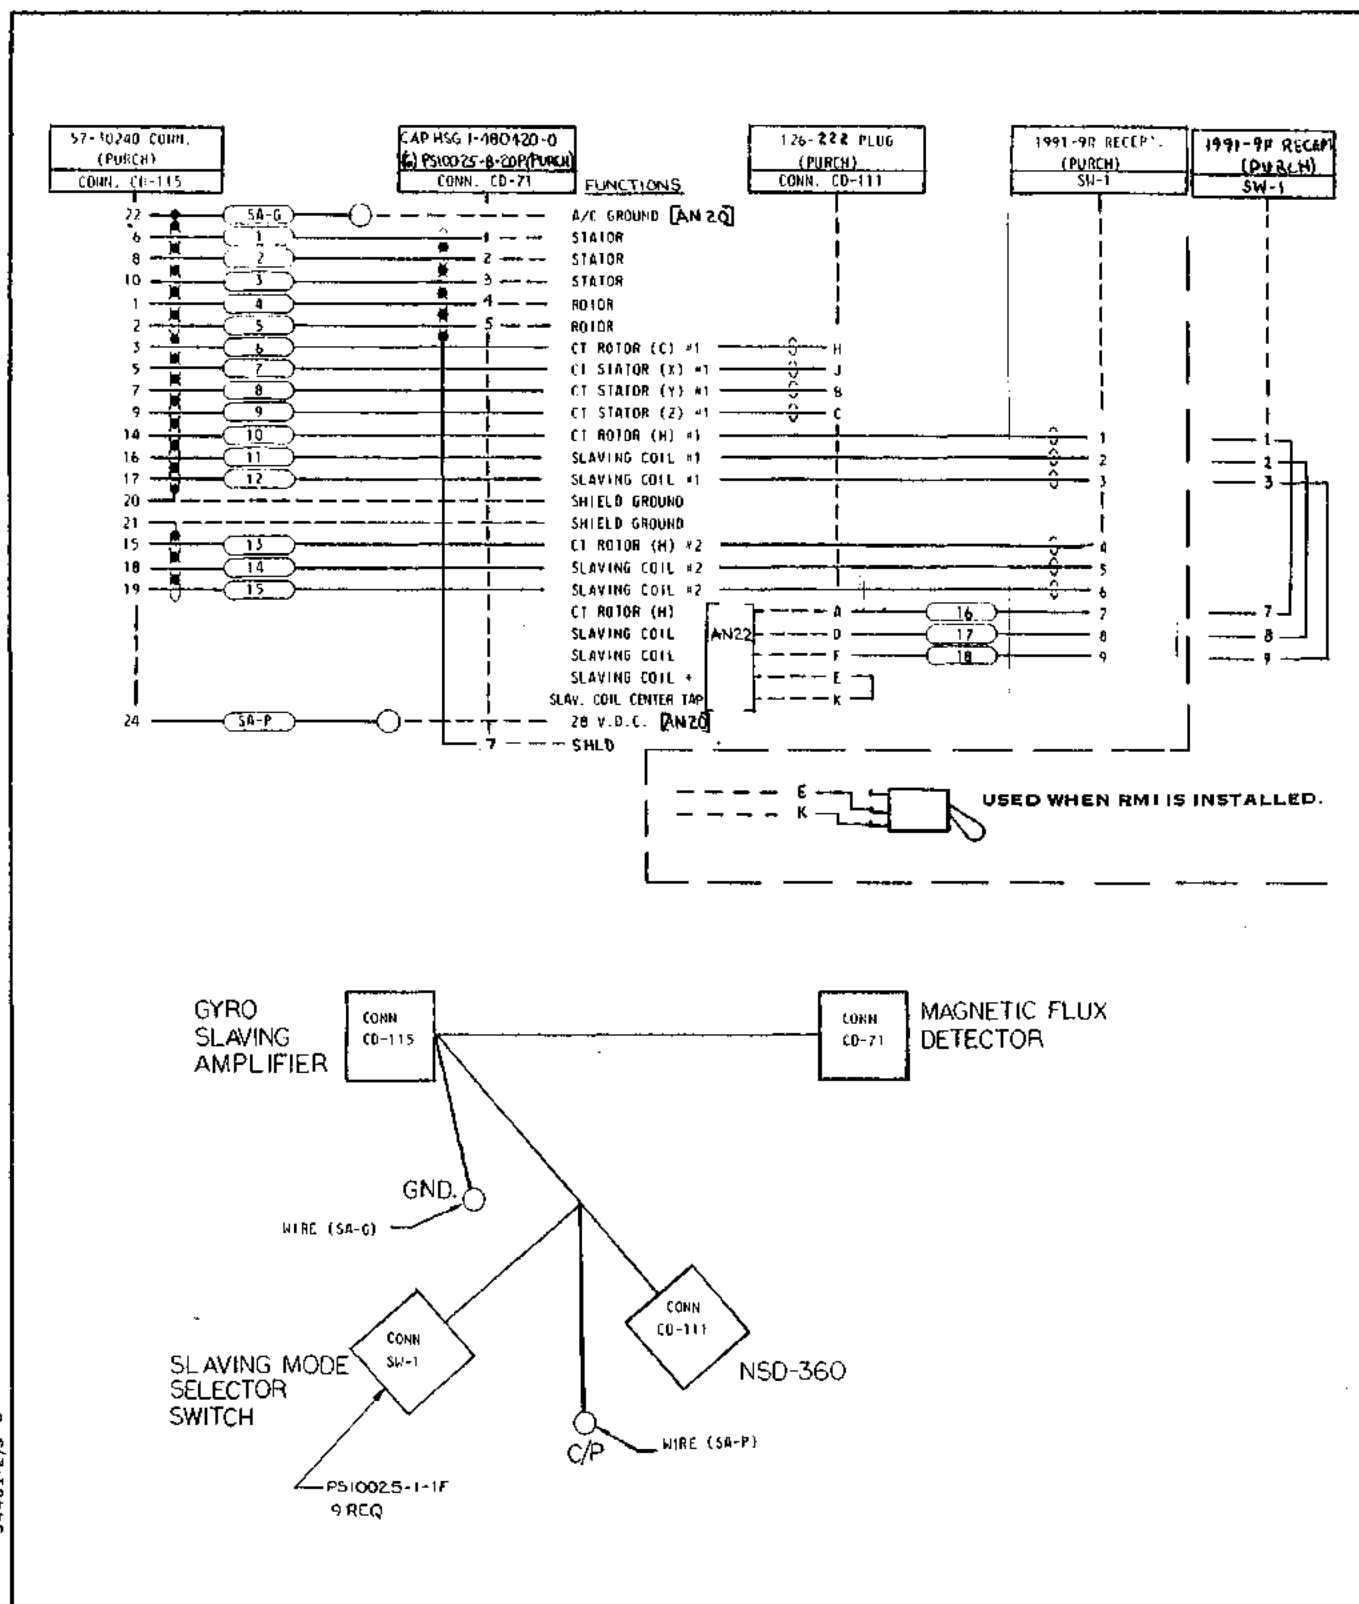 57-30240 CONN.
(PURCH)
CONN. CD-115
CAP HSG 1-480420-0
(6) PS10025-8-20P (PURCH)
CONN. CD-71
FUNCTIONS
126-222 PLUG
(PURCH)
CONN. CD-111
1991-9R RECEPT.
(PURCH)
SW-1
1991-9P RECAP
(PURCH)
SW-1
22 SA-G A/C GROUND [AN 20]
6 1 1 STATOR
8 2 2 STATOR
10 3 3 STATOR
1 4 4 ROTOR
2 5 5 ROTOR
3 6 CT ROTOR (C) #1 H
5 7 CT STATOR (X) #1 J
7 8 CT STATOR (Y) #1 B
9 9 CT STATOR (Z) #1 C
14 10 CT ROTOR (H) #1 1 1
16 11 SLAVING COIL #1 2 2
17 12 SLAVING COIL #1 3 3
20 SHIELD GROUND
21 SHIELD GROUND
15 13 CT ROTOR (H) #2 4
18 14 SLAVING COIL #2 5
19 15 SLAVING COIL #2 6
CT ROTOR (H) A 16 7 7
SLAVING COIL AN22 D 17 8 8
SLAVING COIL F 18 9 9
SLAVING COIL + E
SLAV. COIL CENTER TAP K
24 SA-P 28 V.D.C. [AN20]
7 SHLD
E
K
USED WHEN RMI IS INSTALLED.
GYRO
SLAVING
AMPLIFIER
CONN
CD-115
CONN
CD-71
MAGNETIC FLUX
DETECTOR
GND.
WIRE (SA-G)
CONN
CD-111
NSD-360
CONN
SW-1
SLAVING MODE
SELECTOR
SWITCH
C/P
WIRE (SA-P)
PS10025-1-1F
9 REQ